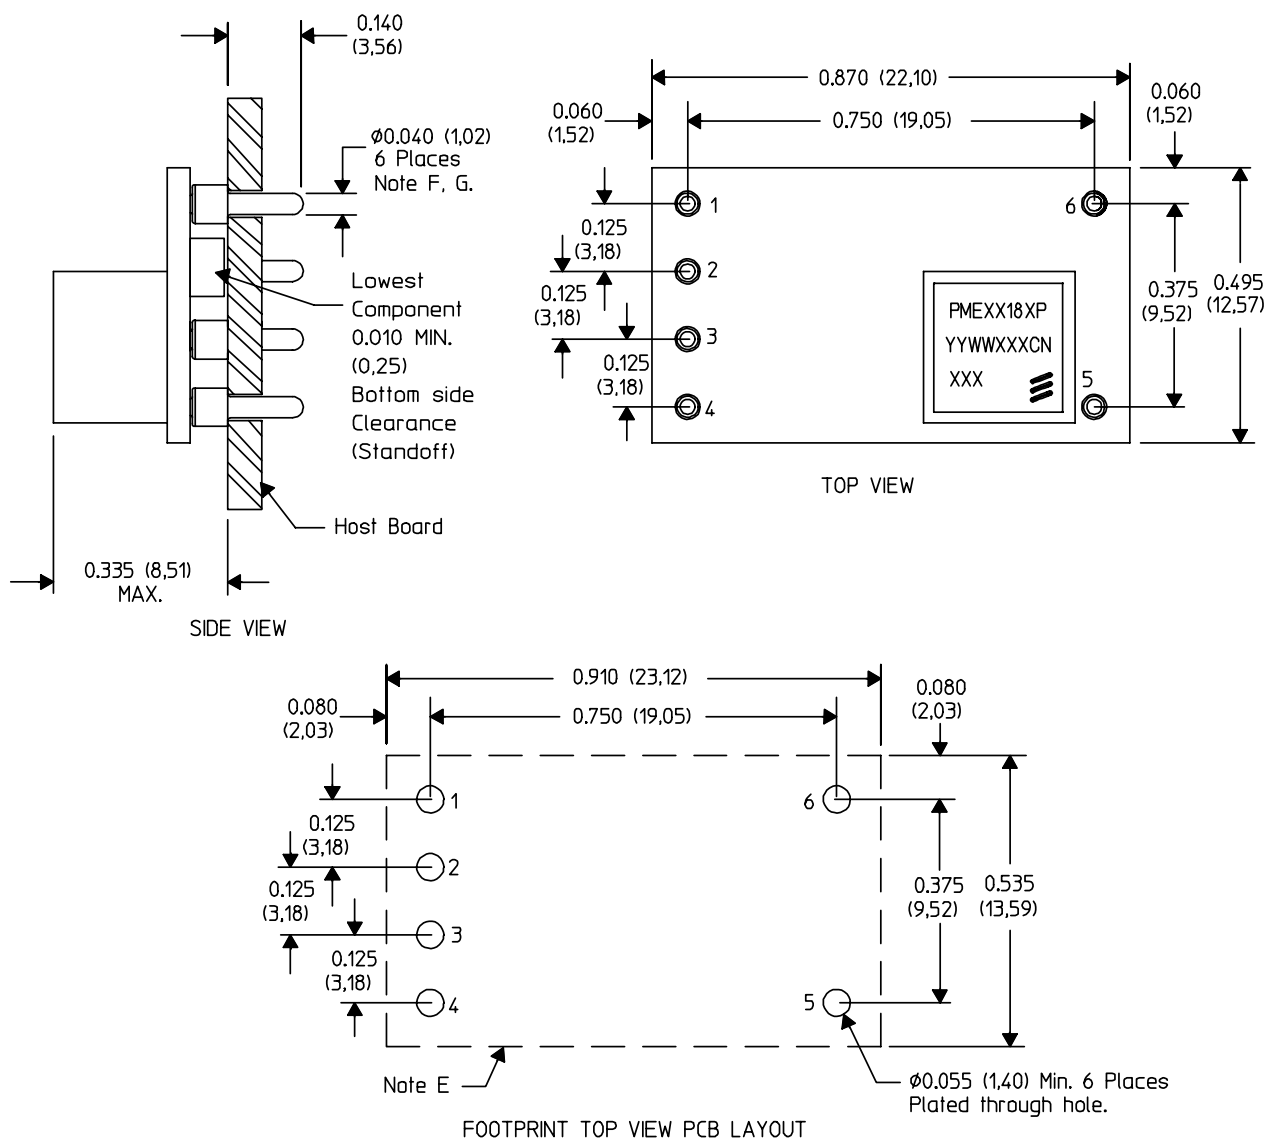 0.140
(3,56)
Ø0.040 (1,02)
6 Places
Note F, G.
Lowest
Component
0.010 MIN.
(0,25)
Bottom side
Clearance
(Standoff)
Host Board
0.335 (8,51)
MAX.
SIDE VIEW
0.870 (22,10)
0.750 (19,05)
0.060
(1,52)
0.060
(1,52)
1
6
0.125
(3,18)
2
0.125
(3,18)
3
0.125
(3,18)
4
5
0.375
(9,52)
0.495
(12,57)
PMEXX18XP
YYWWXXXCN
XXX
TOP VIEW
0.910 (23,12)
0.750 (19,05)
0.080
(2,03)
0.080
(2,03)
1
6
0.125
(3,18)
2
0.125
(3,18)
3
0.125
(3,18)
4
5
0.375
(9,52)
0.535
(13,59)
Note E
Ø0.055 (1,40) Min. 6 Places
Plated through hole.
FOOTPRINT TOP VIEW PCB LAYOUT